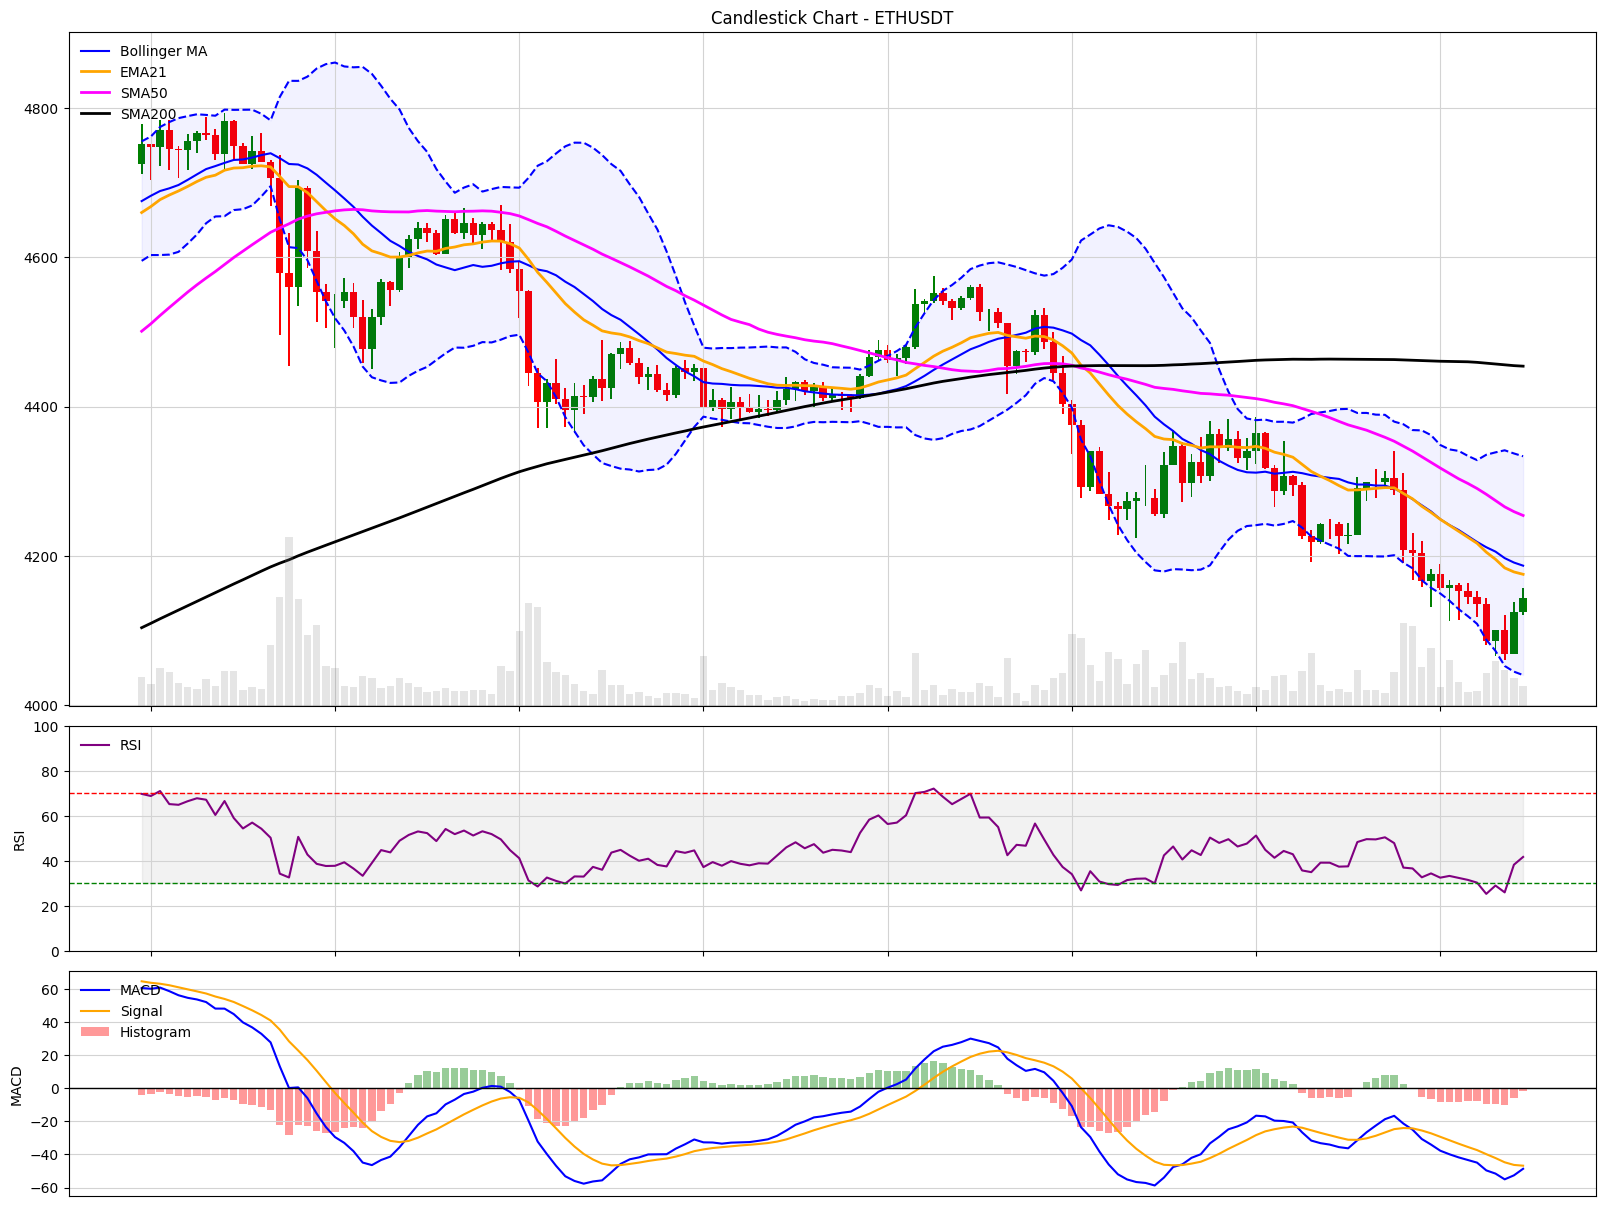 Candlestick Chart - ETHUSDT
Bollinger MA
EMA21
SMA50
SMA200
4800
4600
4400
4200
4000
100
80
60
40
20
0
RSI
RSI
60
40
20
0
−20
−40
−60
MACD
MACD
Signal
Histogram